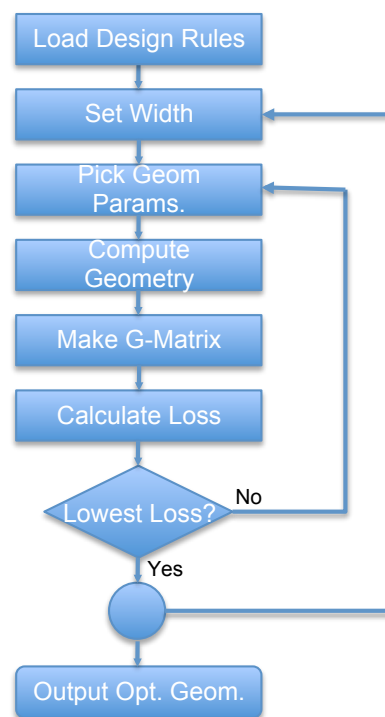 Load Design Rules
Set Width
Pick Geom
Params.
Compute
Geometry
Make G-Matrix
Calculate Loss
Lowest Loss?
No
Yes
Output Opt. Geom.